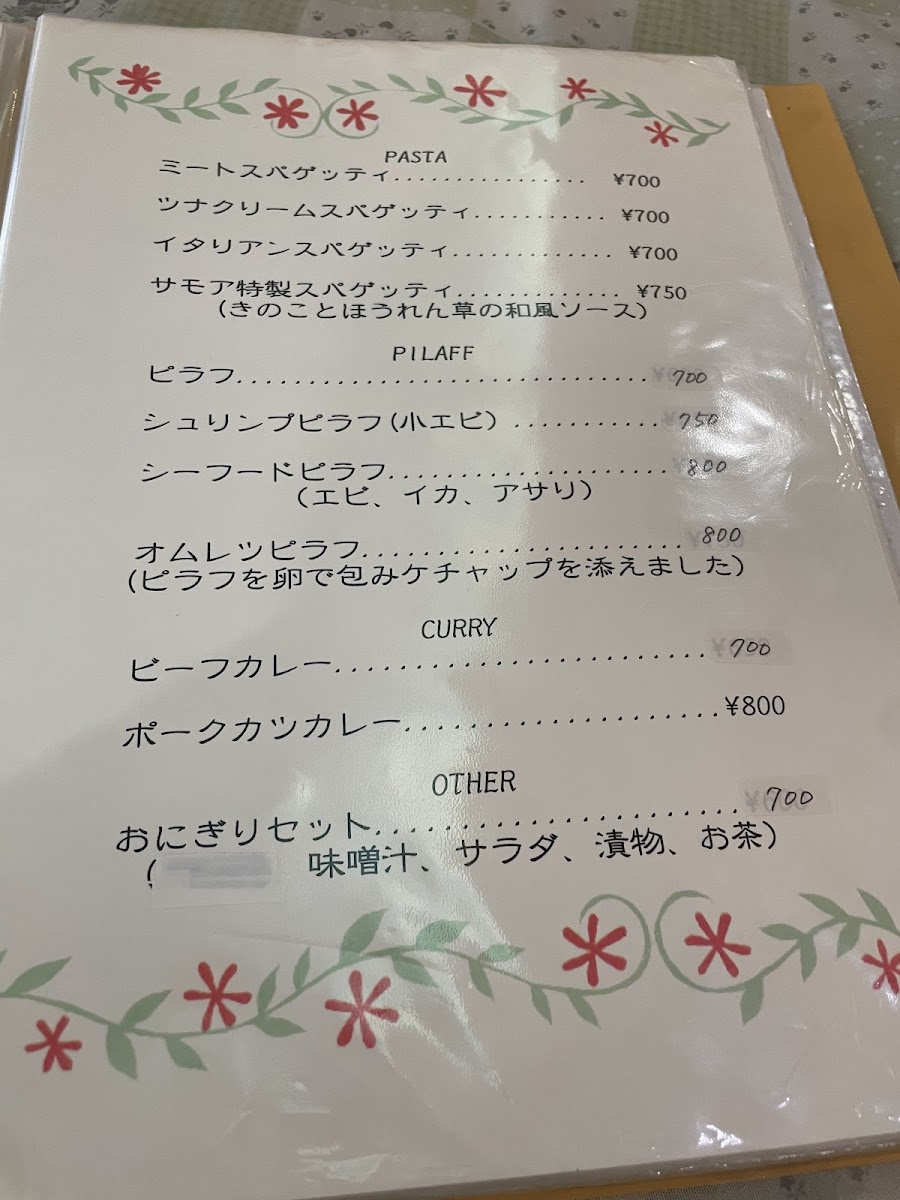 PASTA
ミートスパゲッティ................ ¥700
ツナクリームスパゲッティ........... ¥700
イタリアンスパゲッティ............. ¥700
サモア特製スパゲッティ............. ¥750
(きのことほうれん草の和風ソース)
PILAFF
ピラフ.............................. 700
シュリンプピラフ(小エビ) ........... 750
シーフードピラフ.................... 800
(エビ、イカ、アサリ)
オムレツピラフ....................... 800
(ピラフを卵で包みケチャップを添えました)
CURRY
ビーフカレー........................ 700
ポークカツカレー....................¥800
OTHER
おにぎりセット....................... 700
( 味噌汁、サラダ、漬物、お茶)